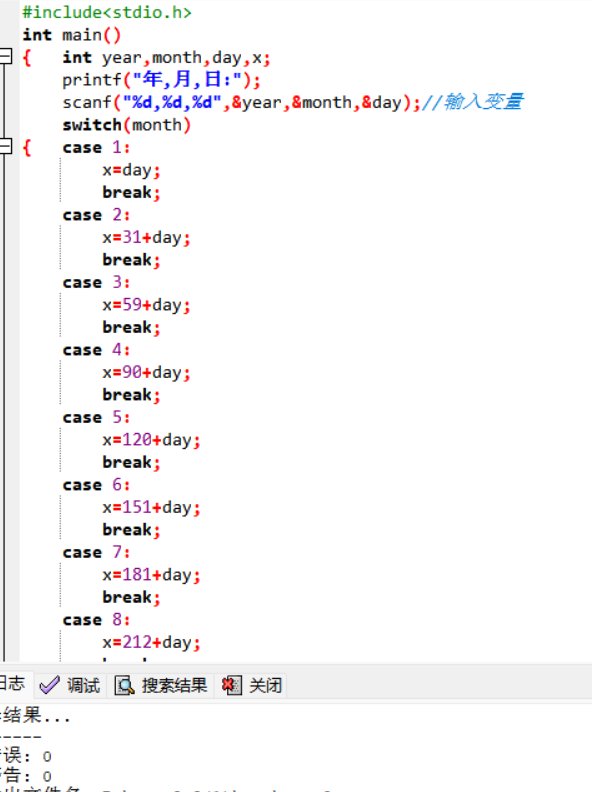 #include<stdio.h>
int main()
{ int year,month,day,x;
printf("年,月,日:");
scanf("%d,%d,%d",&year,&month,&day);//输入变量
switch(month)
{ case 1:
x=day;
break;
case 2:
x=31+day;
break;
case 3:
x=59+day;
break;
case 4:
x=90+day;
break;
case 5:
x=120+day;
break;
case 6:
x=151+day;
break;
case 7:
x=181+day;
break;
case 8:
x=212+day;
日志 调试 搜索结果 关闭
结果...
------
误: 0
告: 0